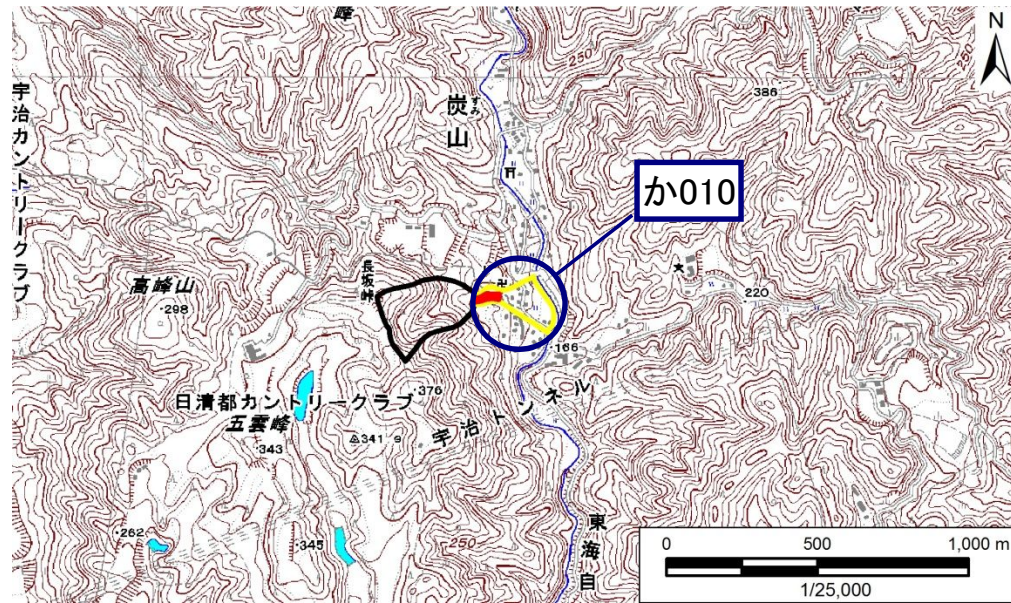 峰
N
250
250
386
宇治カントリークラブ
炭山
すみ
か010
長坂峠
高峰山
298
220
166
376
日清都カントリークラブ
五雲峰
宇治トンネル
341
343
262
345
250
東海自
0 500 1,000 m
1/25,000